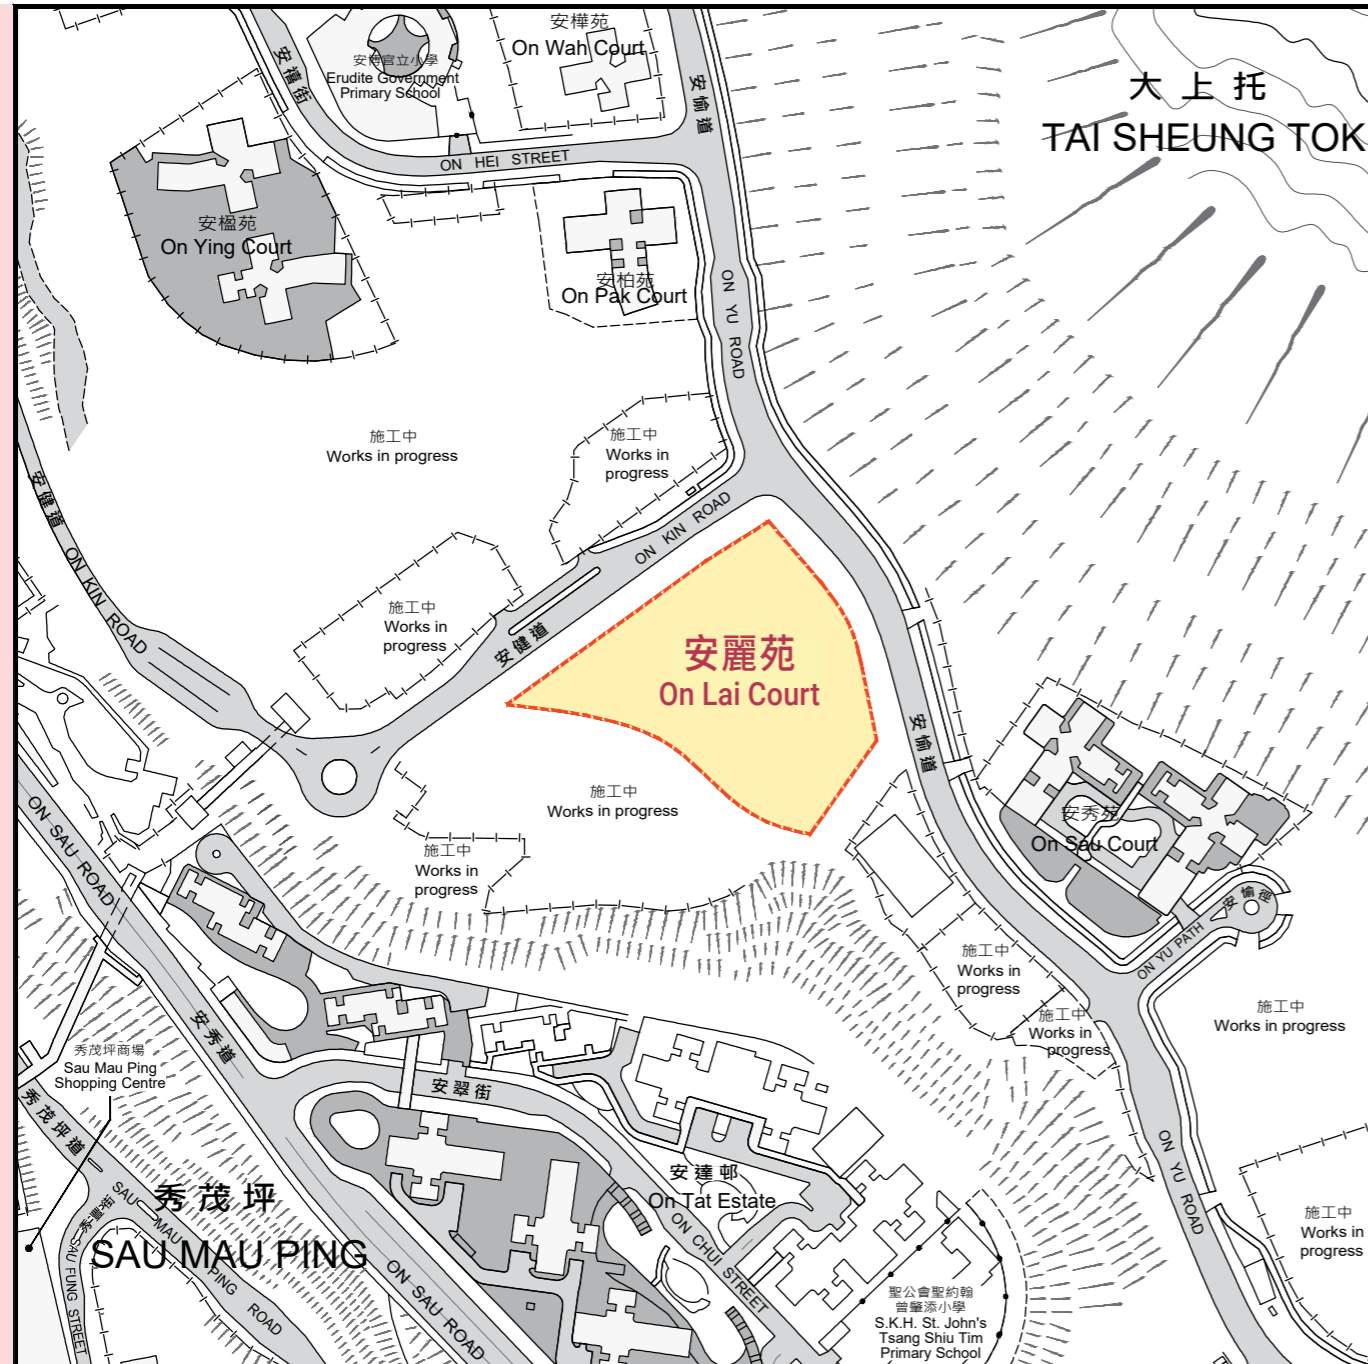 安樺苑
On Wah Court
安禧街
安博官立小學
Erudite Government
Primary School
安愉道
大上托
TAI SHEUNG TOK
ON HEI STREET
安楹苑
On Ying Court
安柏苑
On Pak Court
ON YU ROAD
施工中
Works in progress
施工中
Works in
progress
安健道
ON KIN ROAD
ON KIN ROAD
施工中
Works in
progress
安健道
安麗苑
On Lai Court
安愉道
施工中
Works in progress
ON SAU ROAD
施工中
Works in
progress
安秀苑
On Sau Court
安愉徑
ON YU PATH
施工中
Works in
progress
施工中
Works in
progress
施工中
Works in progress
安秀道
秀茂坪商場
Sau Mau Ping
Shopping Centre
安翠街
秀茂坪道
ON YU ROAD
安達邨
On Tat Estate
秀茂坪
SAU MAU PING
SAU MAU PING ROAD
SAU FUNG STREET
ON SAU ROAD
ON CHUI STREET
施工中
Works in
progress
聖公會聖約翰
曾肇添小學
S.K.H. St. John's
Tsang Shiu Tim
Primary School